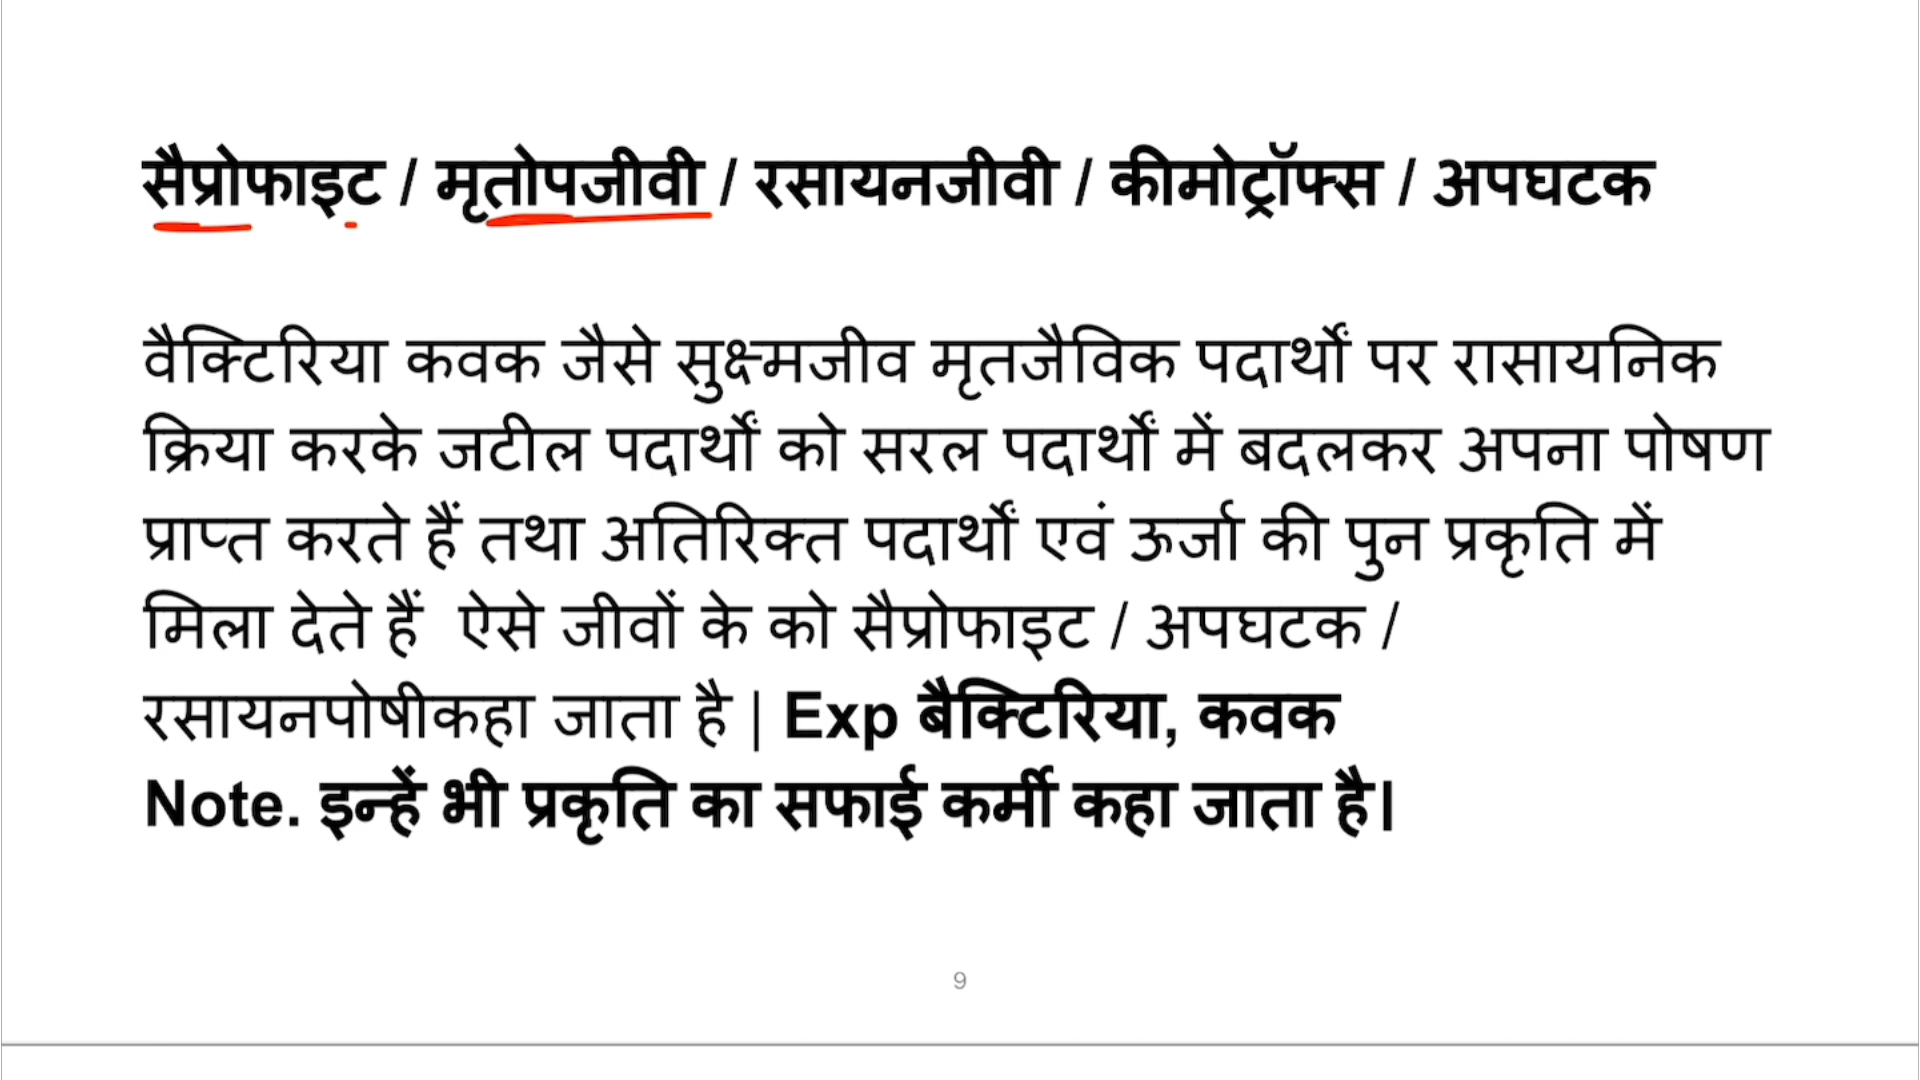 सैप्रोफाइट / मृतोपजीवी / रसायनजीवी / कीमोट्रॉफ्स / अपघटक
वैक्टिरिया कवक जैसे सुक्ष्मजीव मृतजैविक पदार्थों पर रासायनिक
क्रिया करके जटील पदार्थों को सरल पदार्थों में बदलकर अपना पोषण
प्राप्त करते हैं तथा अतिरिक्त पदार्थों एवं ऊर्जा की पुन प्रकृति में
मिला देते हैं  ऐसे जीवों के को सैप्रोफाइट / अपघटक /
रसायनपोषीकहा जाता है | Exp बैक्टिरिया, कवक
Note. इन्हें भी प्रकृति का सफाई कर्मी कहा जाता है।
9